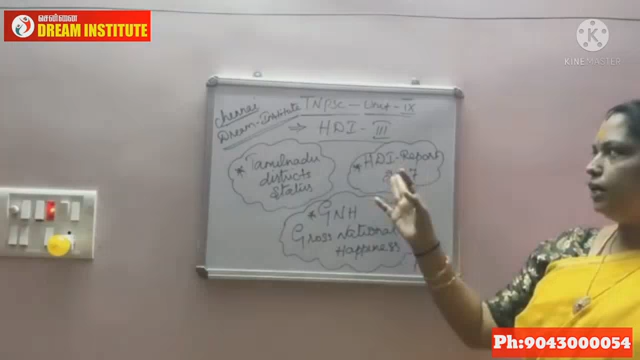 சென்னை
DREAM INSTITUTE
KINEMASTER
Chennai
Dream-Institute
TNPSC - Unit - IX
⇒ HDI - III
* Tamilnadu
districts
Status
* HDI - Report
* GNH
Gross National
Happiness
Ph:9043000054